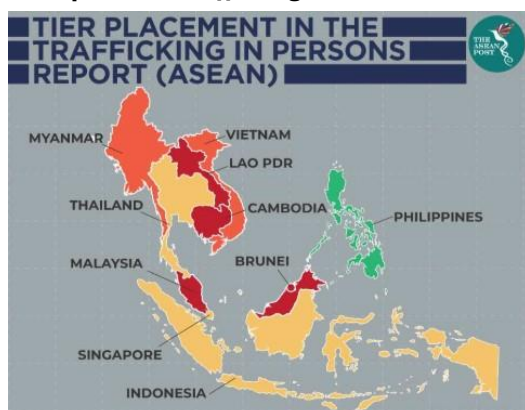 TIER PLACEMENT IN THE
TRAFFICKING IN PERSONS
REPORT (ASEAN)
THE
ASEAN
POST
MYANMAR
VIETNAM
LAO PDR
THAILAND
CAMBODIA
PHILIPPINES
MALAYSIA
BRUNEI
SINGAPORE
INDONESIA